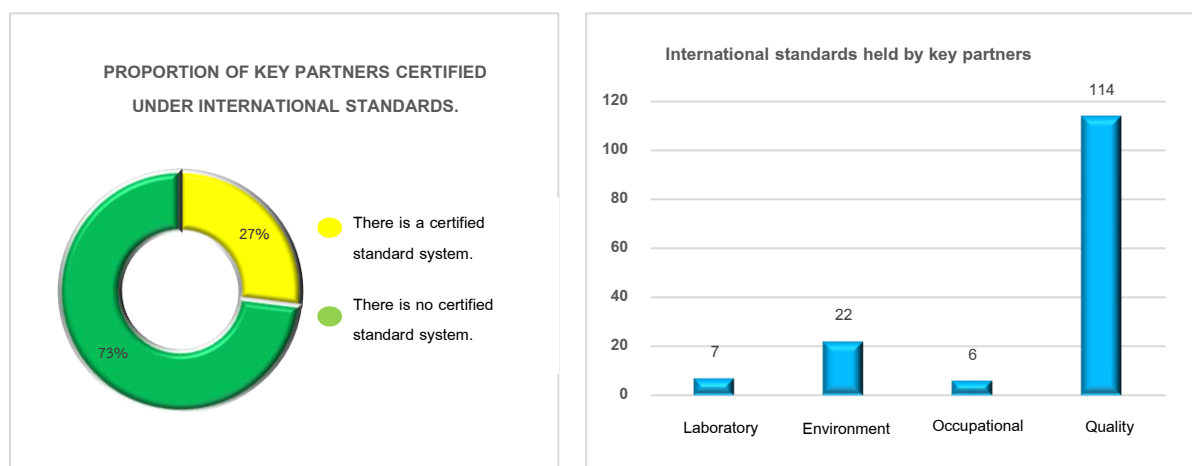 PROPORTION OF KEY PARTNERS CERTIFIED
UNDER INTERNATIONAL STANDARDS.
27%
73%
There is a certified
standard system.
There is no certified
standard system.
International standards held by key partners
120
100
80
60
40
20
0
7
22
6
114
Laboratory
Environment
Occupational
Quality